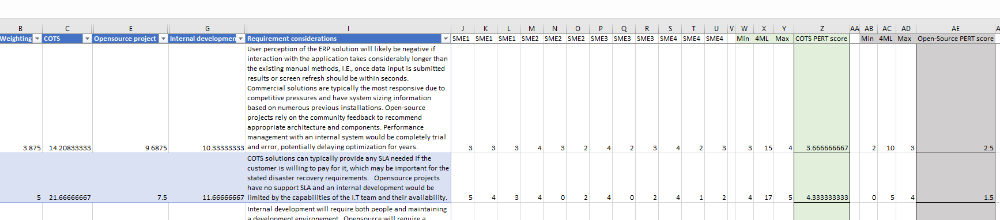 B C E G I J K L M N O P Q R S T U V W X Y Z AA AB AC AD AE A
Weighting COTS Opensource project Internal developmen Requirement considerations SME1 SME1 SME1 SME2 SME2 SME2 SME3 SME3 SME3 SME4 SME4 SME4 Min 4ML Max COTS PERT score Min 4ML Max Open-Source PERT score
User perception of the ERP solution will likely be negative if
interaction with the application takes considerably longer than
the existing manual methods, I.E., once data input is submitted
results or screen refresh should be within seconds.
Commercial solutions are typically the most responsive due to
competitive pressures and have system sizing information
based on numerous previous installations. Open-source
projects rely on the community feedback to recommend
appropriate architecture and components. Performance
management with an internal system would be completely trial
3.875 14.20833333 9.6875 10.33333333 and error, potentially delaying optimization for years. 3 3 3 4 3 2 4 2 3 4 2 3 3 15 4 3.666666667 2 10 3 2.5
COTS solutions can typically provide any SLA needed if the
customer is willing to pay for it, which may be important for the
stated disaster recovery requirements. Opensource projects
have no support SLA and an internal development would be
5 21.66666667 7.5 11.66666667 limited by the capabilities of the I.T team and their availability. 5 4 3 4 0 2 4 0 2 4 1 2 4 17 5 4.333333333 0 5 4 1.5
Internal development will require both people and maintaining
a development environement. Opensource will require a